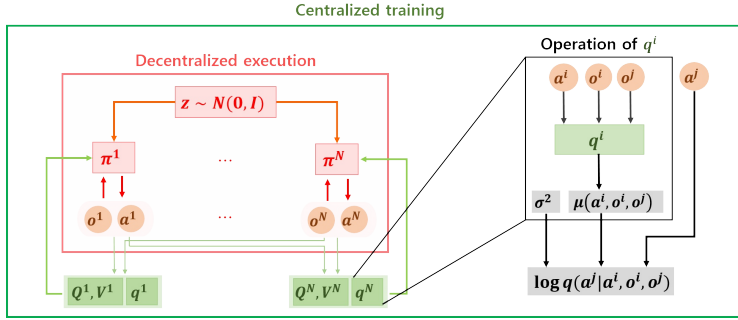 Centralized training
Decentralized execution
z ~ N(0, I)
π¹
...
πᴺ
o¹ a¹
...
oᴺ aᴺ
Q¹, V¹ q¹
Qᴺ, Vᴺ qᴺ
Operation of qⁱ
aⁱ oⁱ oʲ aʲ
qⁱ
σ² μ(aⁱ, oⁱ, oʲ)
log q(aʲ|aⁱ, oⁱ, oʲ)